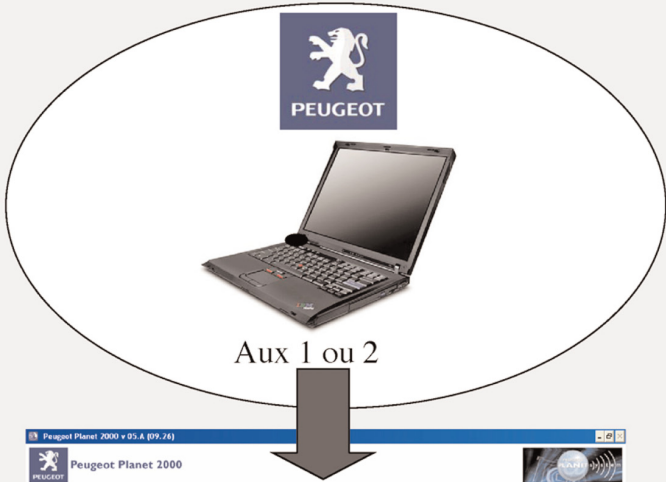 PEUGEOT
Aux 1 ou 2
Peugeot Planet 2000 v 05.A (09.26)
PEUGEOT
Peugeot Planet 2000